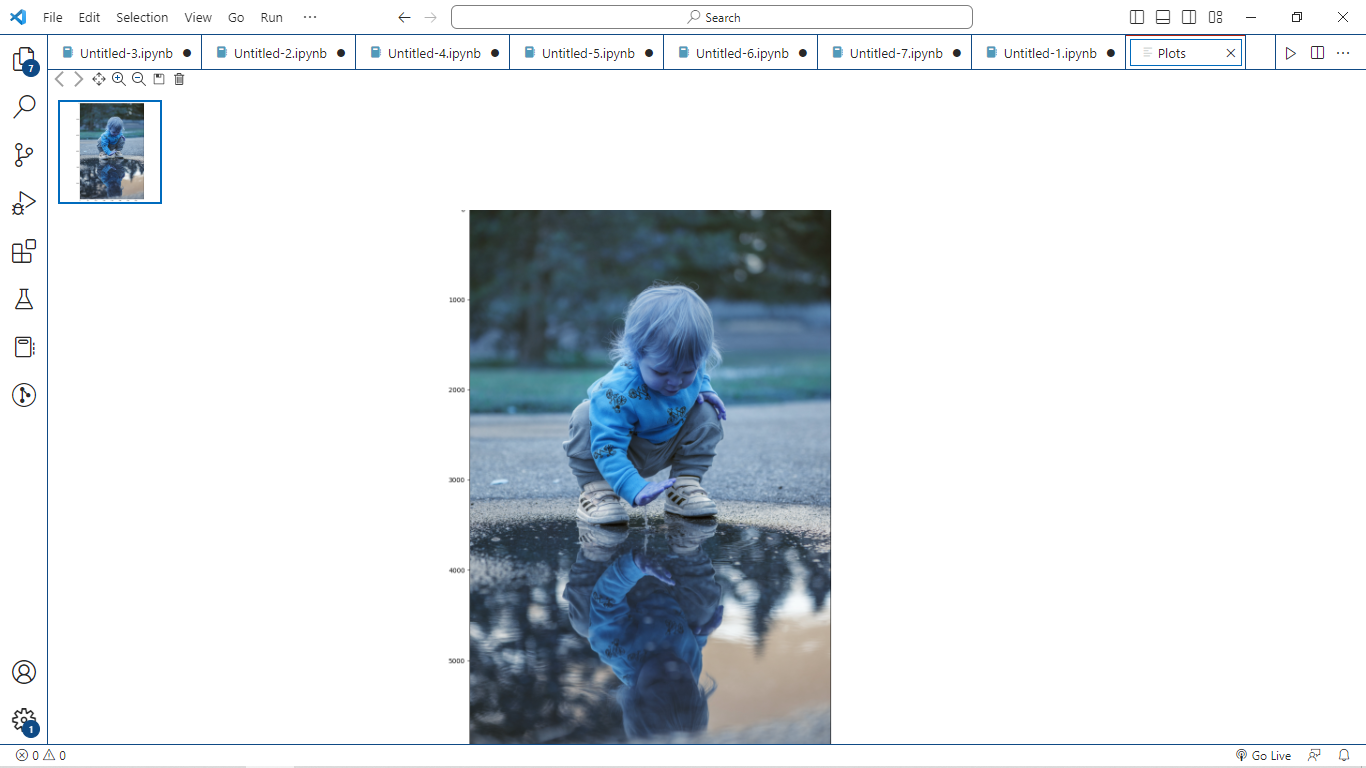 File Edit Selection View Go Run ··· Search
Untitled-3.ipynb Untitled-2.ipynb Untitled-4.ipynb Untitled-5.ipynb Untitled-6.ipynb Untitled-7.ipynb Untitled-1.ipynb Plots
7
1000
2000
3000
4000
5000
1
0 0 Go Live